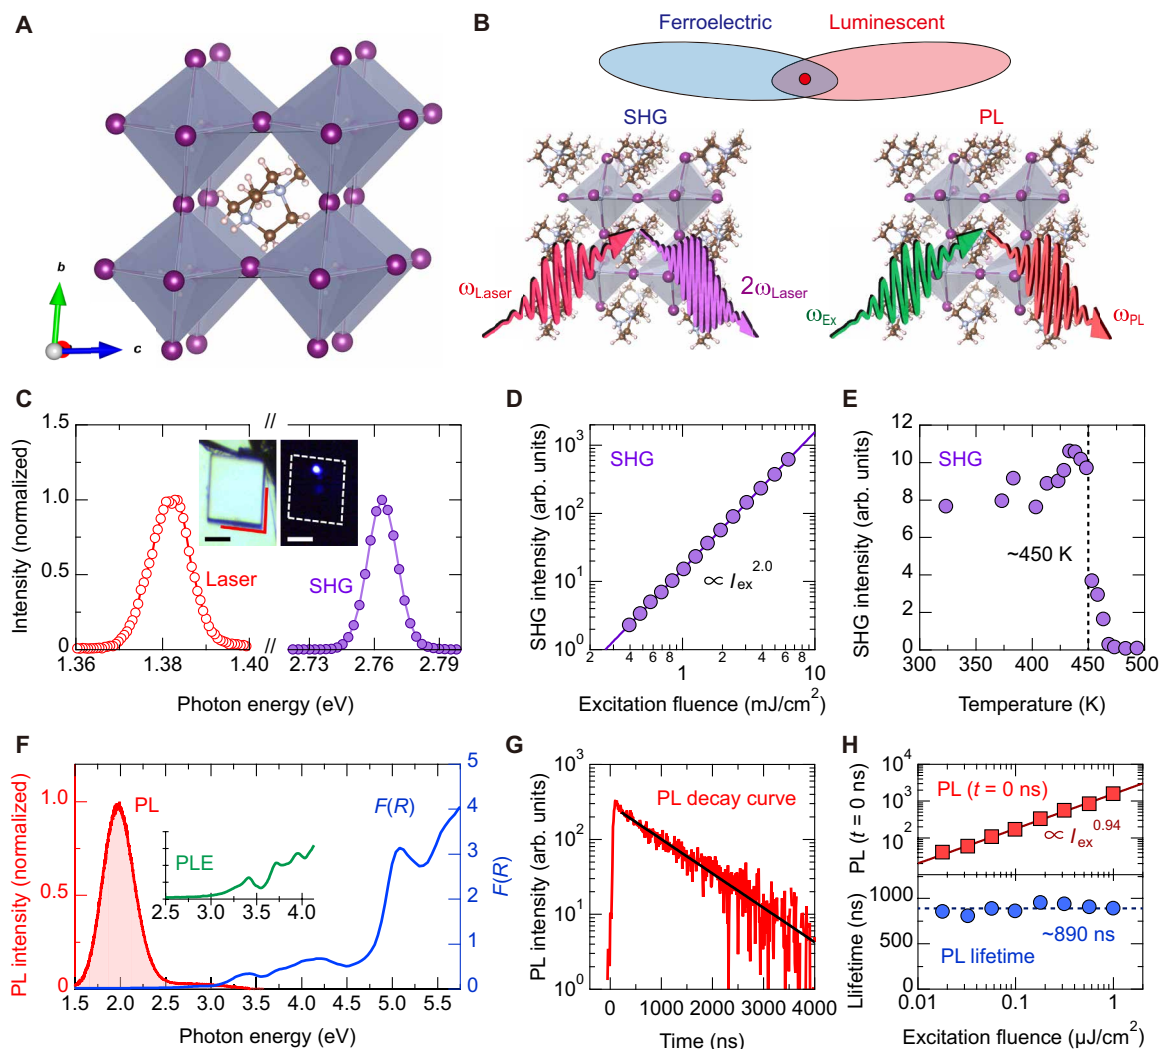 A
b
c
B
Ferroelectric
Luminescent
SHG
PL
ωLaser
2ωLaser
ωEx
ωPL
C
Intensity (normalized)
1.5
1.0
0.5
0
//
Laser
SHG
//
1.36
1.38
1.40
2.73
2.76
2.79
Photon energy (eV)
D
SHG intensity (arb. units)
10³
10²
10¹
10⁰
SHG
∝ Iex^2.0
2
4
6
8
1
2
4
6
8
10
Excitation fluence (mJ/cm²)
E
SHG intensity (arb. units)
12
10
8
6
4
2
0
SHG
~450 K
300
350
400
450
500
Temperature (K)
F
PL intensity (normalized)
1.0
0.5
0
PL
PLE
2.5
3.0
3.5
4.0
F(R)
5
4
3
2
1
0
F(R)
1.5
2.0
2.5
3.0
3.5
4.0
4.5
5.0
5.5
Photon energy (eV)
G
PL intensity (arb. units)
10³
10²
10¹
10⁰
PL decay curve
0
1000
2000
3000
4000
Time (ns)
H
PL (t = 0 ns)
10⁴
10³
10²
10¹
PL (t = 0 ns)
∝ Iex^0.94
Llifetime (ns)
1000
500
0
~890 ns
PL lifetime
0.01
0.1
1
Excitation fluence (μJ/cm²)